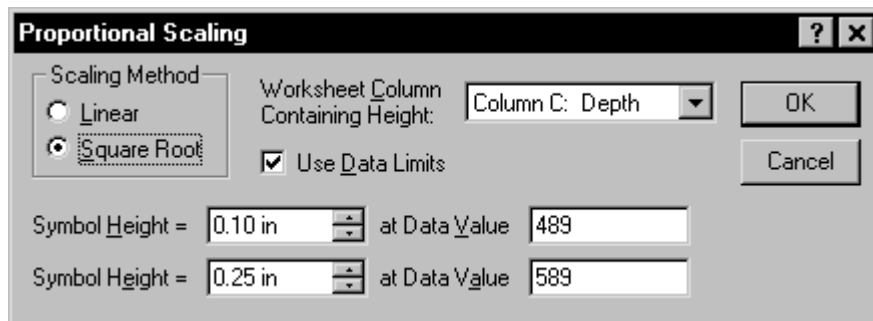 Proportional Scaling
Scaling Method
Linear
Square Root
Worksheet Column
Containing Height:
Column C: Depth
Use Data Limits
OK
Cancel
Symbol Height = 0.10 in at Data Value 489
Symbol Height = 0.25 in at Data Value 589